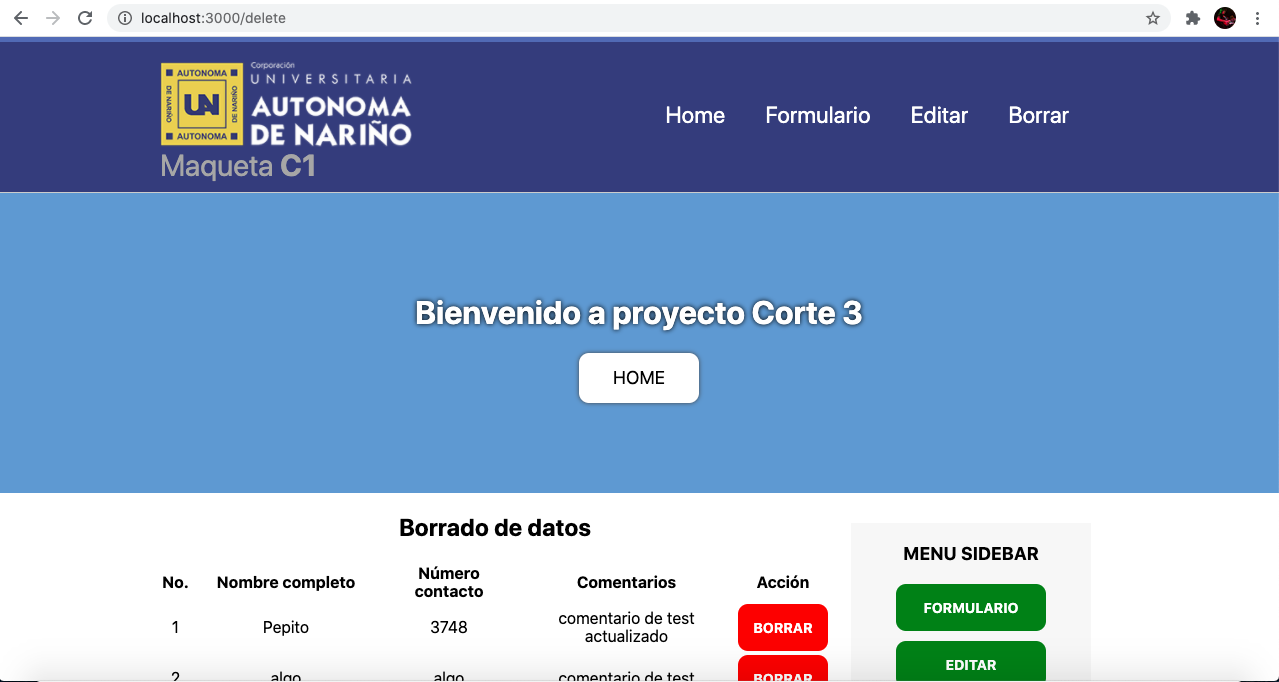 localhost:3000/delete
Corporación
UNIVERSITARIA
AUTONOMA
DE NARIÑO
AUTONOMA
DE NARIÑO
UN
DE NARIÑO
AUTONOMA
Maqueta C1
Home Formulario Editar Borrar
Bienvenido a proyecto Corte 3
HOME
Borrado de datos
No. Nombre completo Número contacto Comentarios Acción
1 Pepito 3748 comentario de test actualizado BORRAR
2 algo algo comentario de test BORRAR
MENU SIDEBAR
FORMULARIO
EDITAR